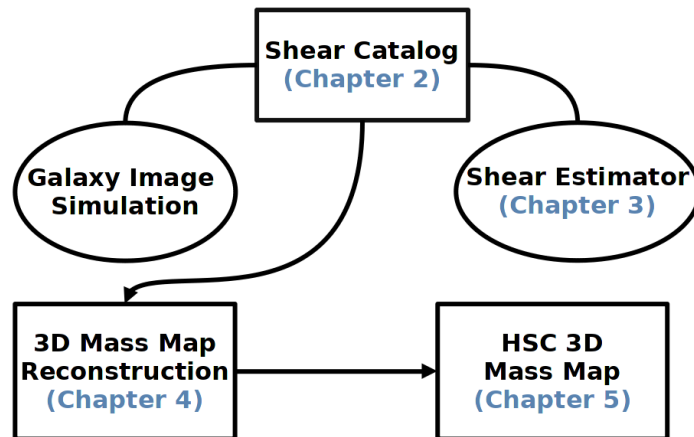 Shear Catalog
(Chapter 2)
Galaxy Image
Simulation
Shear Estimator
(Chapter 3)
3D Mass Map
Reconstruction
(Chapter 4)
HSC 3D
Mass Map
(Chapter 5)